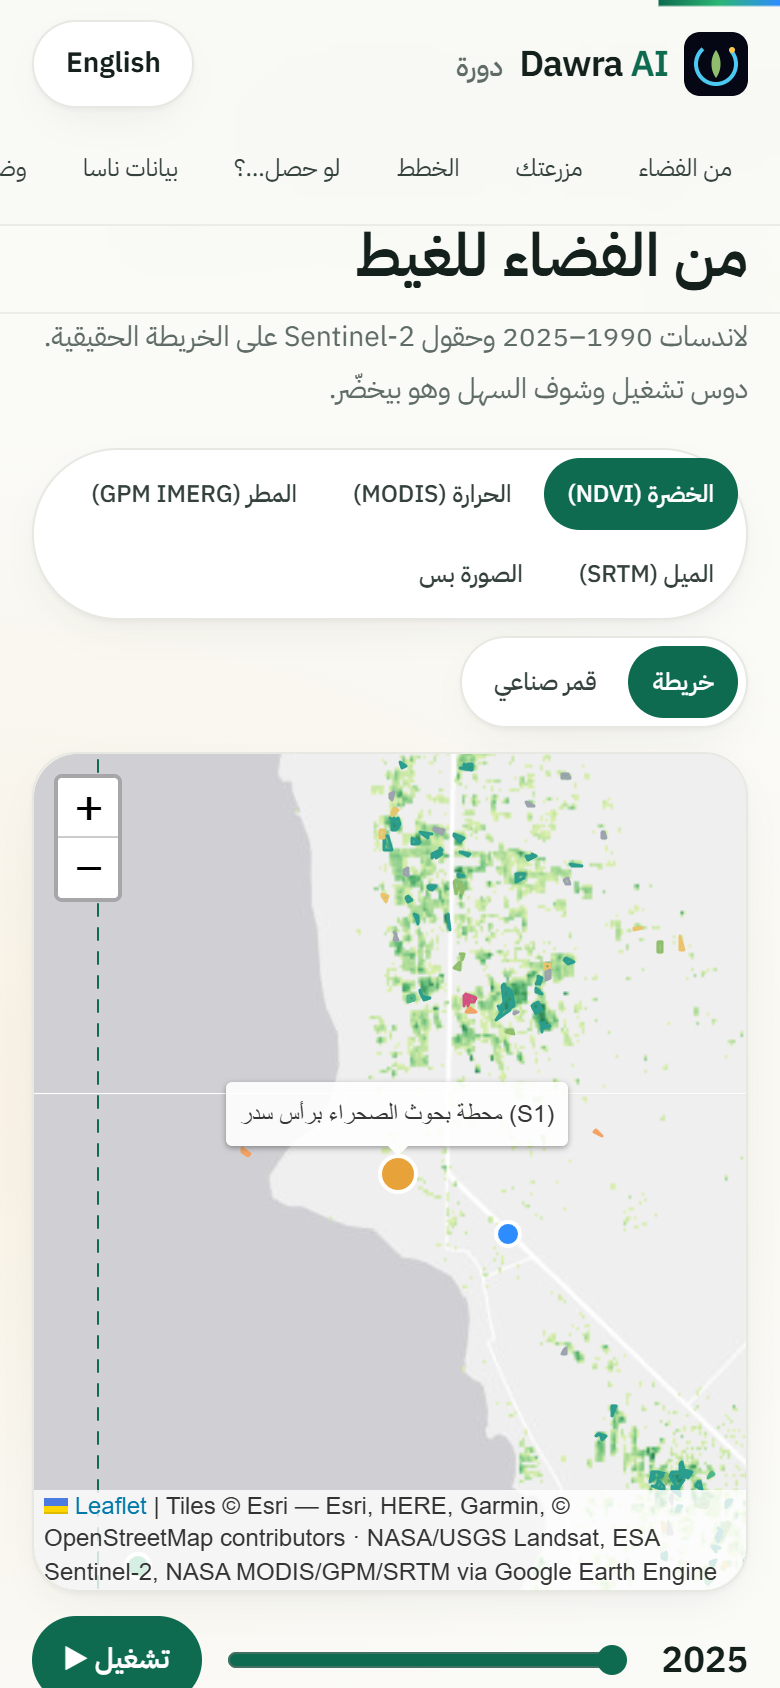 Dawra AI دورة
English
من الفضاء
مزرعتك
الخطط
لو حصل...؟
بيانات ناسا
من الفضاء للغيط
لاندسات 1990–2025 وحقول Sentinel-2 على الخريطة الحقيقية.
دوس تشغيل وشوف السهل وهو بيخضّر.
الخضرة (NDVI)
الحرارة (MODIS)
المطر (GPM IMERG)
الميل (SRTM)
الصورة بس
خريطة
قمر صناعي
+
−
محطة بحوث الصحراء برأس سدر (S1)
Leaflet | Tiles © Esri — Esri, HERE, Garmin, ©
OpenStreetMap contributors · NASA/USGS Landsat, ESA
Sentinel-2, NASA MODIS/GPM/SRTM via Google Earth Engine
2025
تشغيل ▶